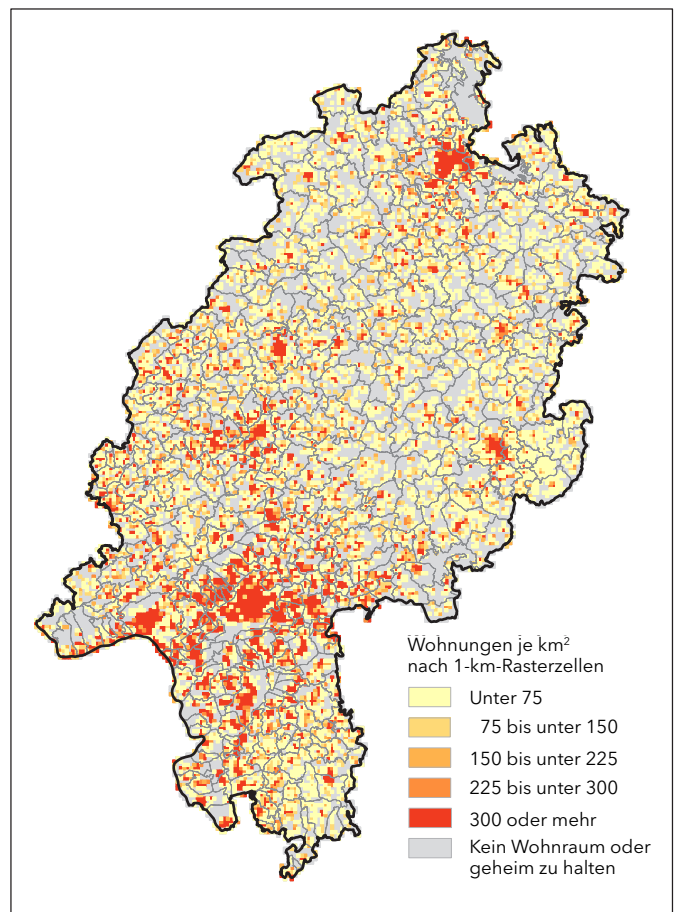 Wohnungen je km²
nach 1-km-Rasterzellen
Unter 75
75 bis unter 150
150 bis unter 225
225 bis unter 300
300 oder mehr
Kein Wohnraum oder
geheim zu halten